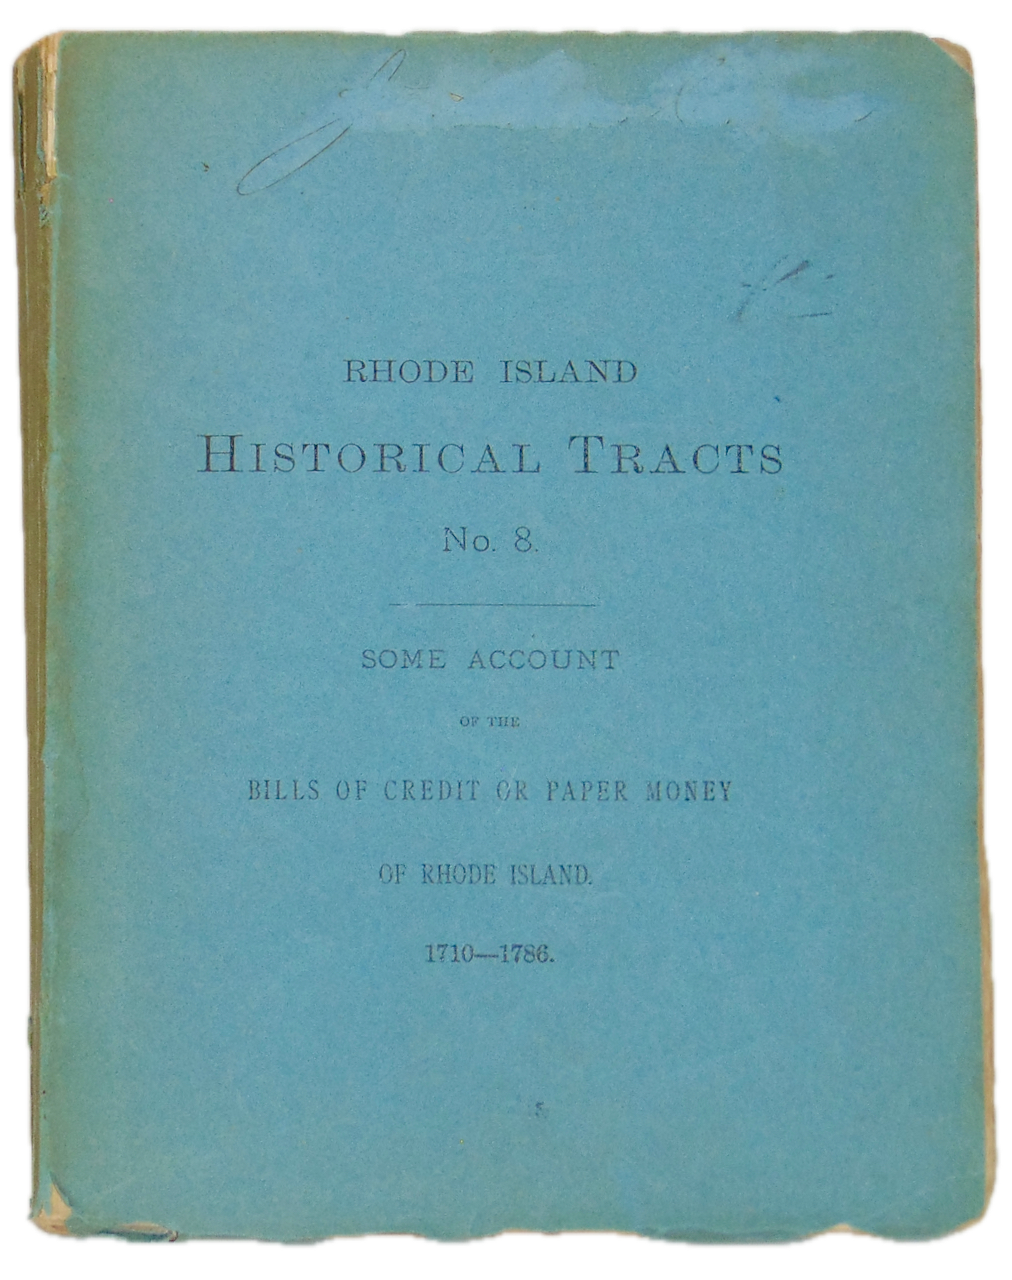 RHODE ISLAND
HISTORICAL TRACTS
No. 8.
SOME ACCOUNT
OF THE
BILLS OF CREDIT OR PAPER MONEY
OF RHODE ISLAND.
1710—1786.